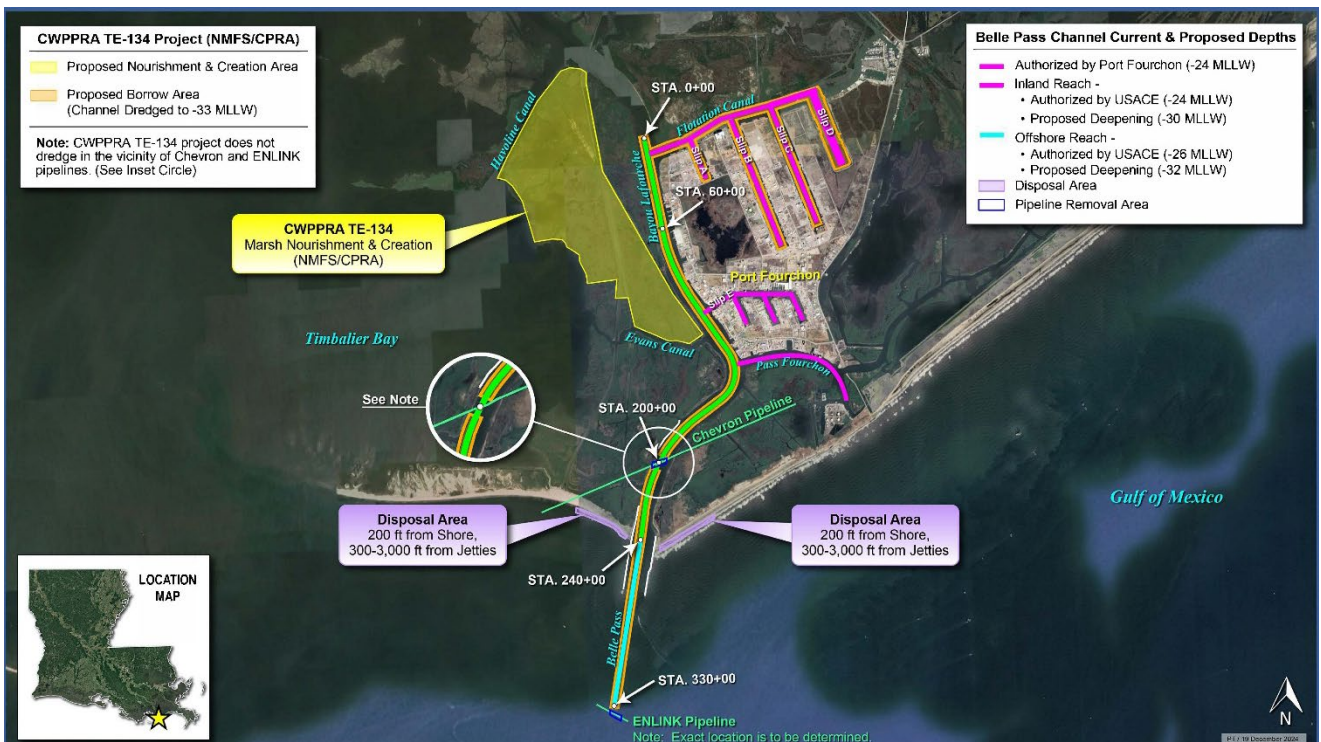 CWPPRA TE-134 Project (NMFS/CPRA)
Proposed Nourishment & Creation Area
Proposed Borrow Area
(Channel Dredged to -33 MLLW)
Note: CWPPRA TE-134 project does not
dredge in the vicinity of Chevron and ENLINK
pipelines. (See Inset Circle)
Belle Pass Channel Current & Proposed Depths
Authorized by Port Fourchon (-24 MLLW)
Inland Reach -
• Authorized by USACE (-24 MLLW)
• Proposed Deepening (-30 MLLW)
Offshore Reach -
• Authorized by USACE (-26 MLLW)
• Proposed Deepening (-32 MLLW)
Disposal Area
Pipeline Removal Area
Havoline Canal
STA. 0+00
Flotation Canal
Slip A
Slip B
Slip C
Slip D
Bayou Lafourche
STA. 60+00
CWPPRA TE-134
Marsh Nourishment & Creation
(NMFS/CPRA)
Port Fourchon
Slip E
Timbalier Bay
Evans Canal
Pass Fourchon
See Note
STA. 200+00
Chevron Pipeline
Gulf of Mexico
Disposal Area
200 ft from Shore,
300-3,000 ft from Jetties
Disposal Area
200 ft from Shore,
300-3,000 ft from Jetties
STA. 240+00
Belle Pass
LOCATION
MAP
STA. 330+00
ENLINK Pipeline
Note: Exact location is to be determined.
N
PT / 19 December 2024